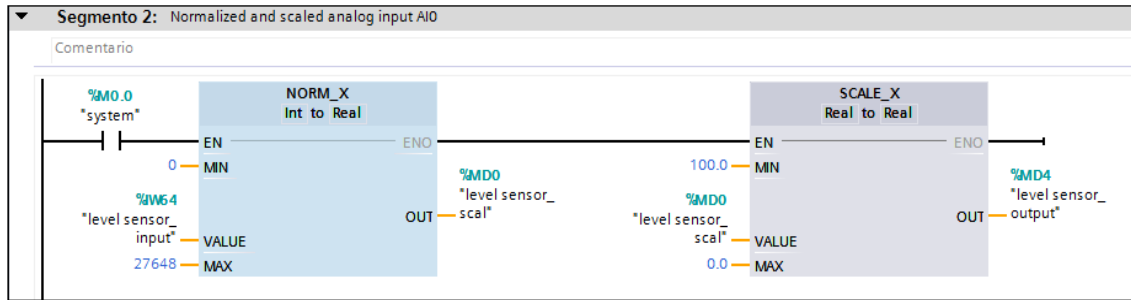 Segmento 2: Normalized and scaled analog input AI0
Comentario
%M0.0
"system"
NORM_X
Int to Real
EN
ENO
0
MIN
%IW64
"level sensor_
input"
VALUE
27648
MAX
OUT
%MD0
"level sensor_
scal"
SCALE_X
Real to Real
EN
ENO
100.0
MIN
%MD0
"level sensor_
scal"
VALUE
0.0
MAX
OUT
%MD4
"level sensor_
output"